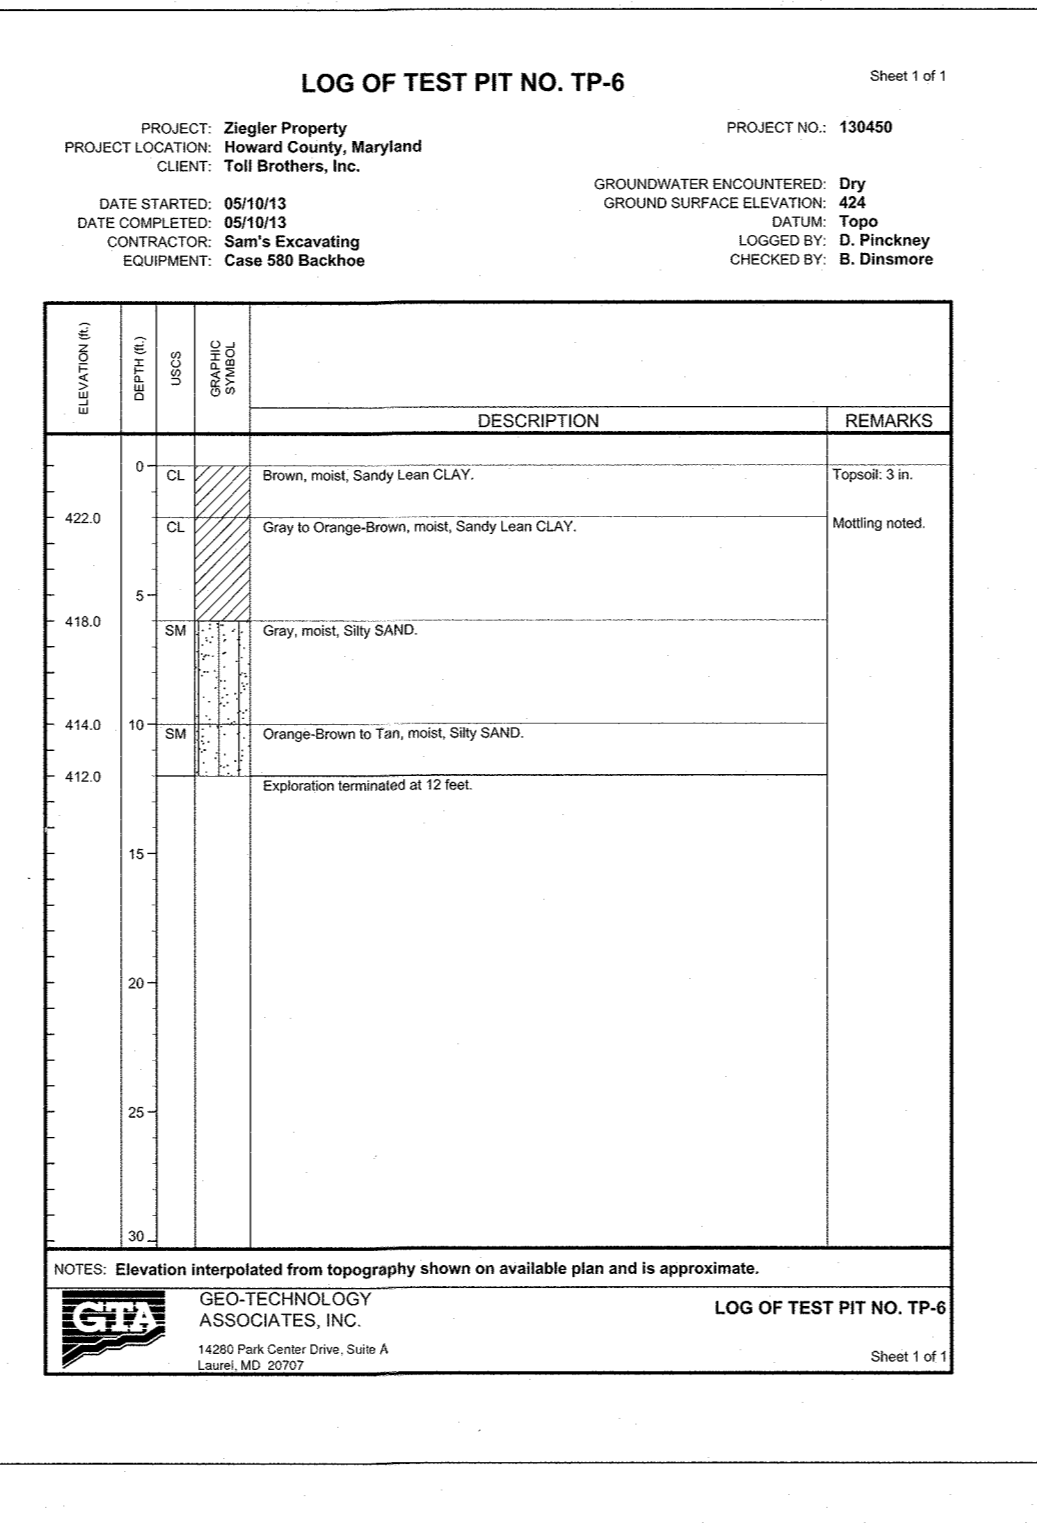 LOG OF TEST PIT NO. TP-6
Sheet 1 of 1
PROJECT: Ziegler Property
PROJECT NO.: 130450
PROJECT LOCATION: Howard County, Maryland
CLIENT: Toll Brothers, Inc.
GROUNDWATER ENCOUNTERED: Dry
DATE STARTED: 05/10/13
GROUND SURFACE ELEVATION: 424
DATE COMPLETED: 05/10/13
DATUM: Topo
CONTRACTOR: Sam's Excavating
LOGGED BY: D. Pinckney
EQUIPMENT: Case 580 Backhoe
CHECKED BY: B. Dinsmore
ELEVATION (ft.)
DEPTH (ft.)
USCS
GRAPHIC
SYMBOL
DESCRIPTION
REMARKS
0
CL Brown, moist, Sandy Lean CLAY. Topsoil: 3 in.
422.0
CL Gray to Orange-Brown, moist, Sandy Lean CLAY. Mottling noted.
5
418.0
SM Gray, moist, Silty SAND.
414.0 10
SM Orange-Brown to Tan, moist, Silty SAND.
412.0
Exploration terminated at 12 feet.
15
20
25
30
NOTES: Elevation interpolated from topography shown on available plan and is approximate.
GTA
GEO-TECHNOLOGY
ASSOCIATES, INC.
14280 Park Center Drive, Suite A
Laurel, MD 20707
LOG OF TEST PIT NO. TP-6
Sheet 1 of 1